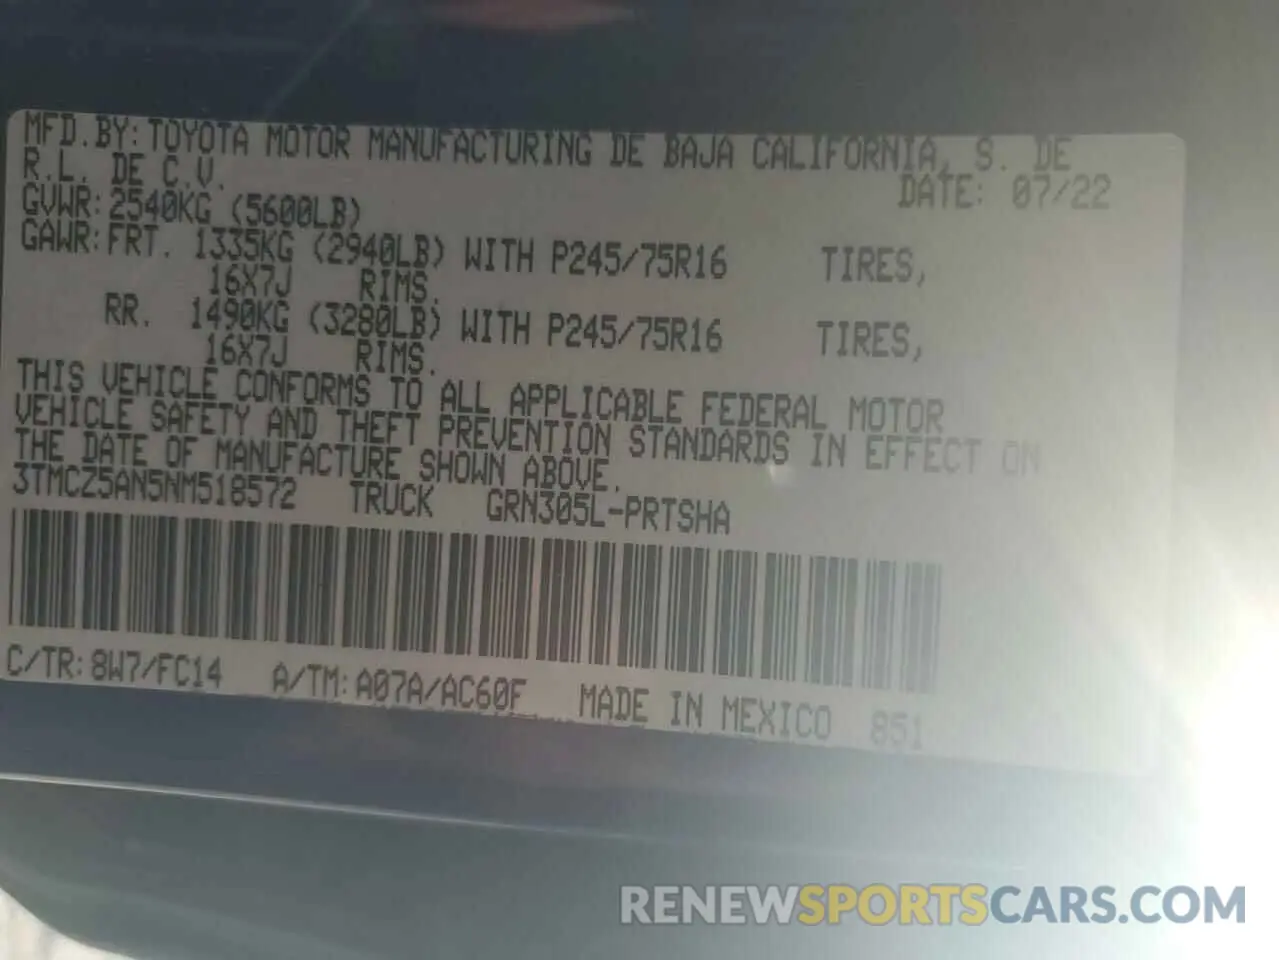 MFD. BY: TOYOTA MOTOR MANUFACTURING DE BAJA CALIFORNIA, S. DE
R.L. DE C.V. DATE: 07/22
GVWR: 2540KG (5600LB)
GAWR: FRT. 1335KG (2940LB) WITH P245/75R16 TIRES,
16X7J RIMS.
RR. 1490KG (3280LB) WITH P245/75R16 TIRES,
16X7J RIMS.
THIS VEHICLE CONFORMS TO ALL APPLICABLE FEDERAL MOTOR
VEHICLE SAFETY AND THEFT PREVENTION STANDARDS IN EFFECT ON
THE DATE OF MANUFACTURE SHOWN ABOVE.
3TMCZ5AN5NM518572 TRUCK GRN305L-PRTSHA
C/TR: 8W7/FC14 A/TM: A07A/AC60F MADE IN MEXICO 851
RENEWSPORTSCARS.COM